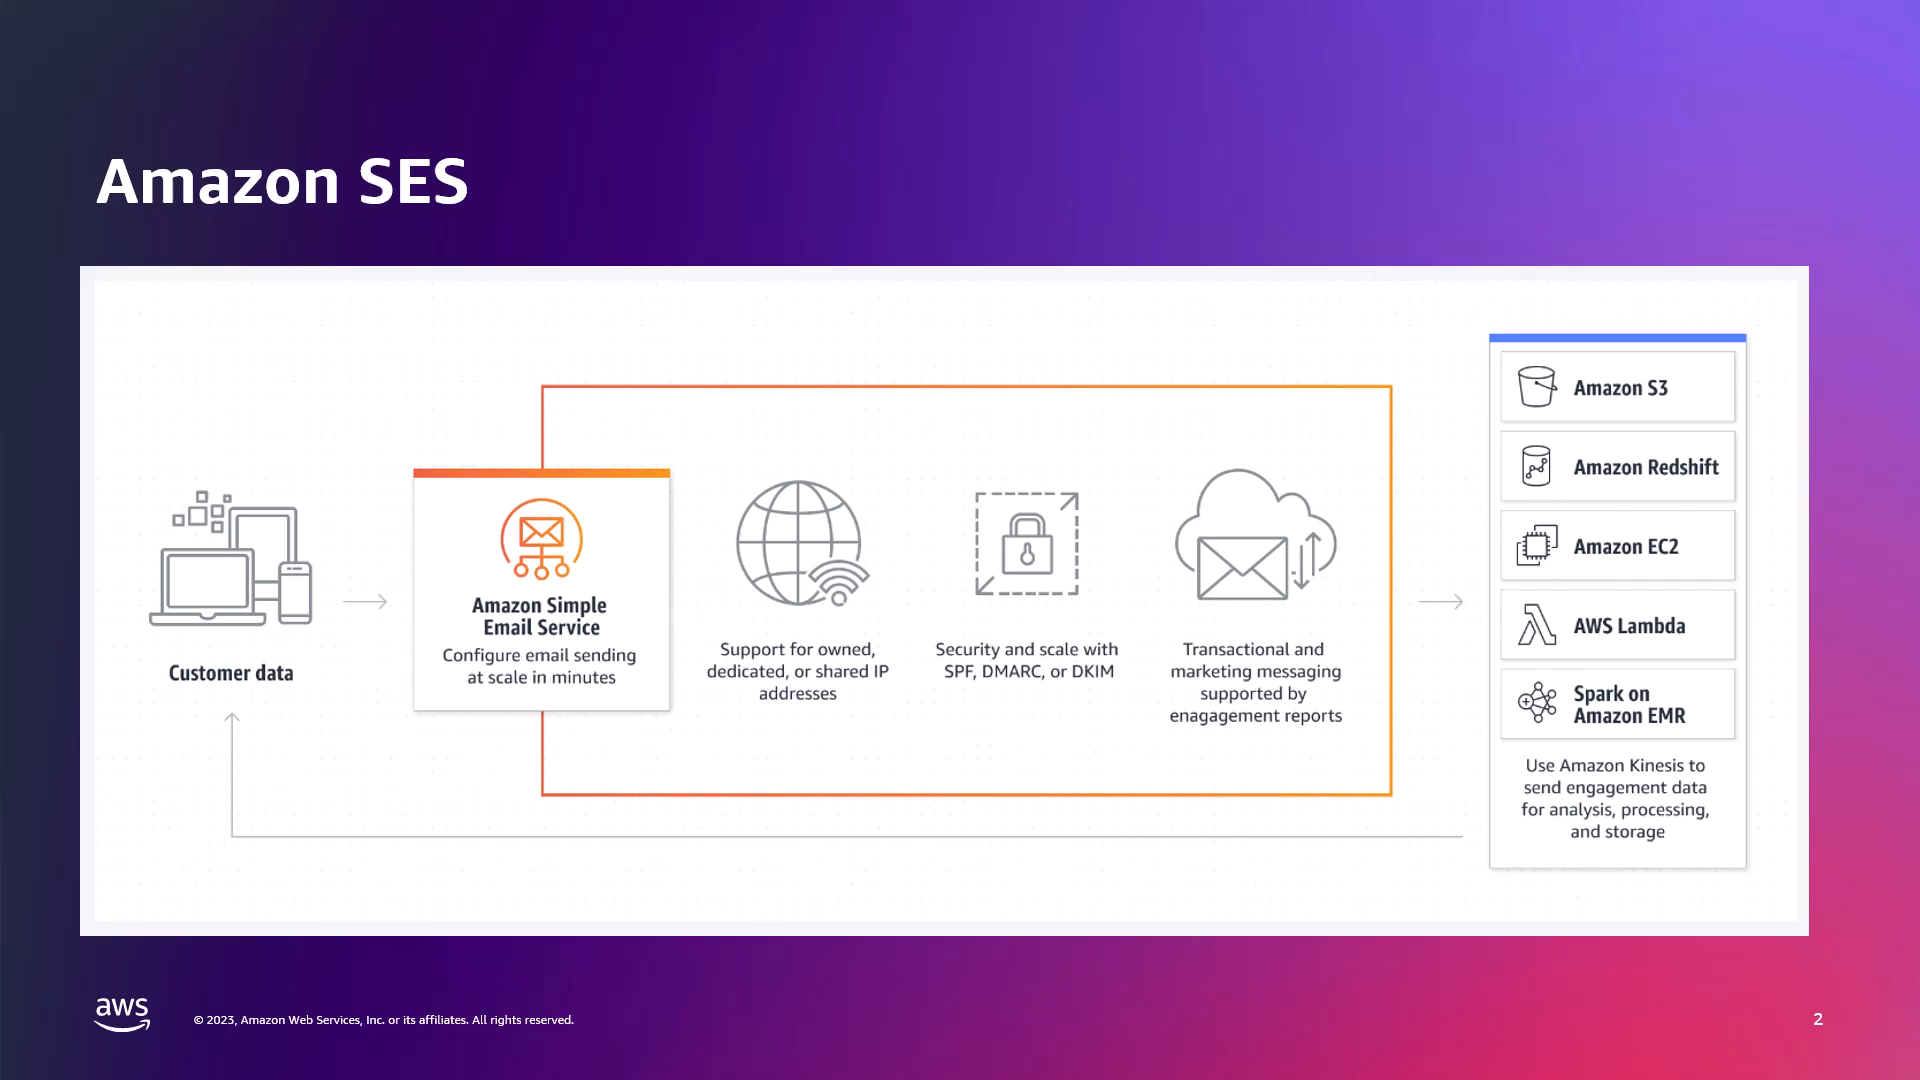 Amazon SES
Customer data
Amazon Simple
Email Service
Configure email sending
at scale in minutes
Support for owned,
dedicated, or shared IP
addresses
Security and scale with
SPF, DMARC, or DKIM
Transactional and
marketing messaging
supported by
enagagement reports
Amazon S3
Amazon Redshift
Amazon EC2
AWS Lambda
Spark on
Amazon EMR
Use Amazon Kinesis to
send engagement data
for analysis, processing,
and storage
aws
© 2023, Amazon Web Services, Inc. or its affiliates. All rights reserved.
2